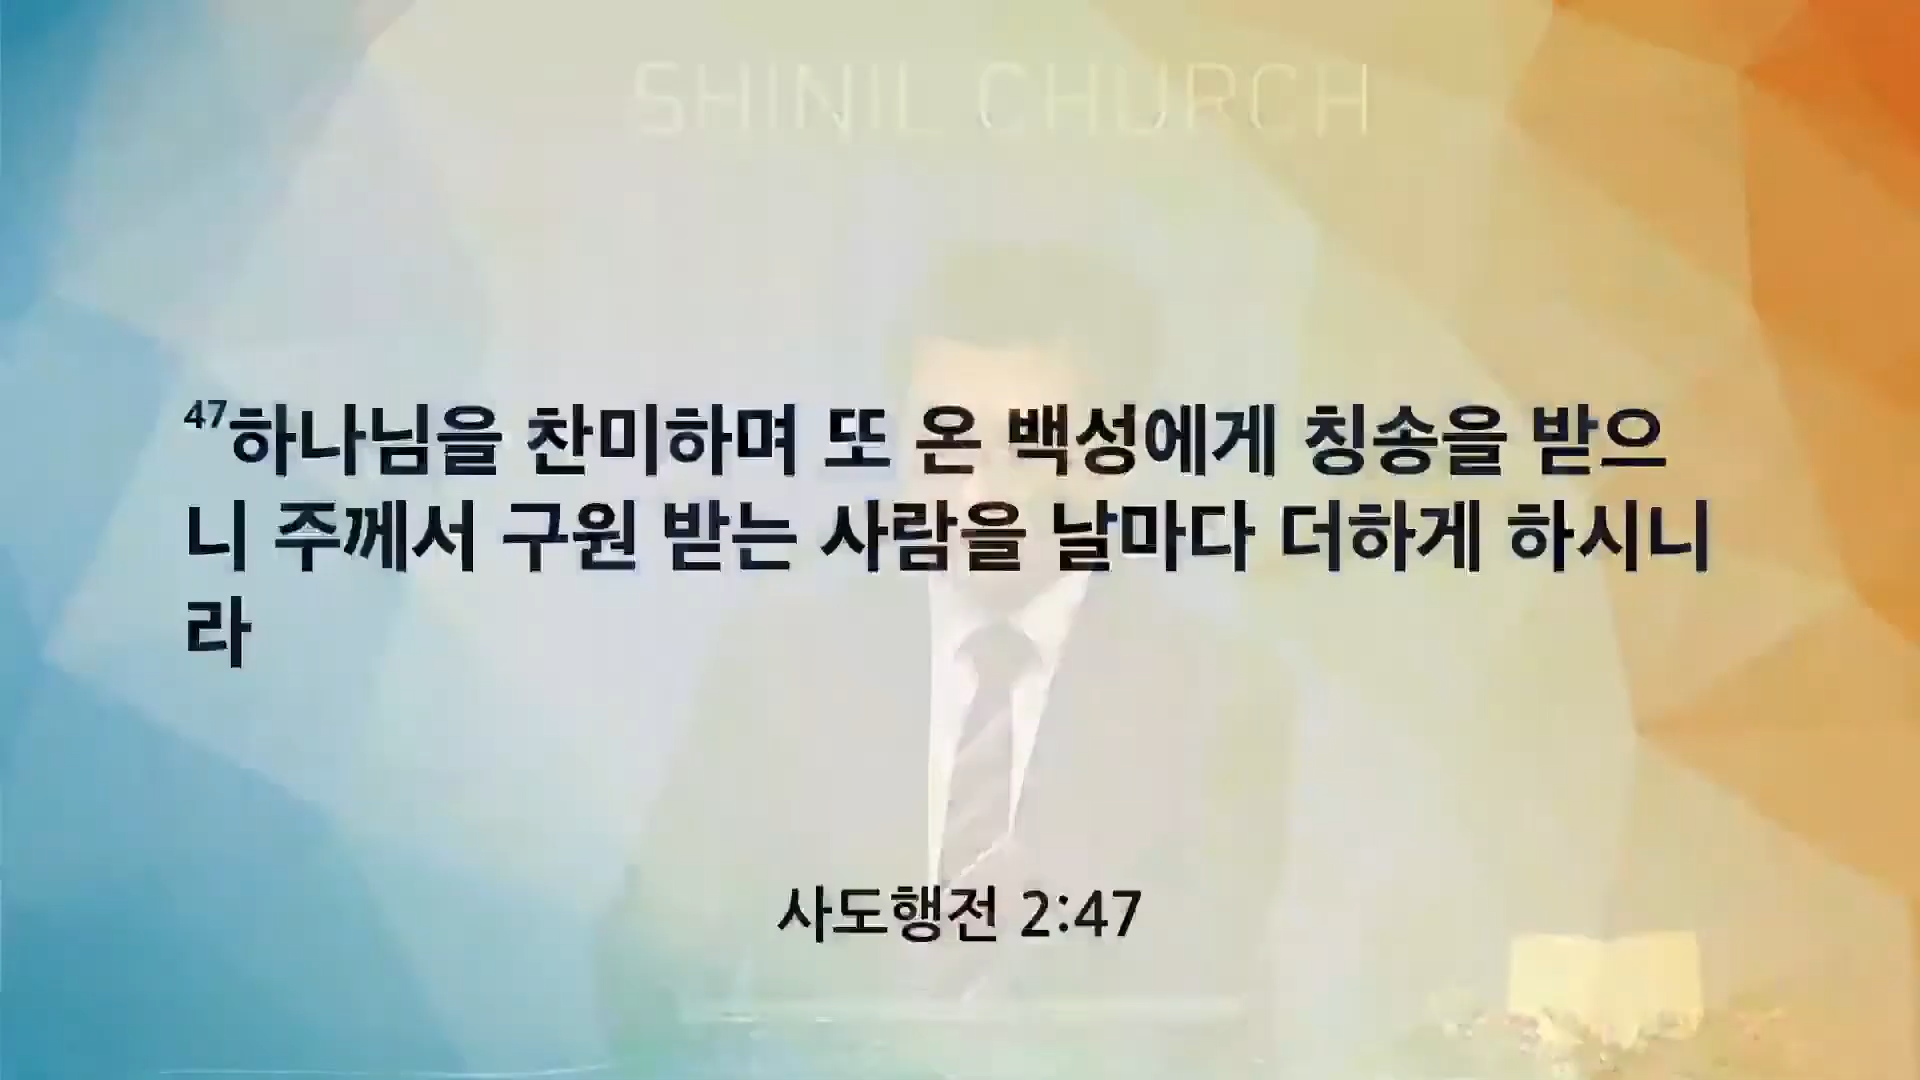 SHINIL CHURCH
47하나님을 찬미하며 또 온 백성에게 칭송을 받으
니 주께서 구원 받는 사람을 날마다 더하게 하시니
라
사도행전 2:47